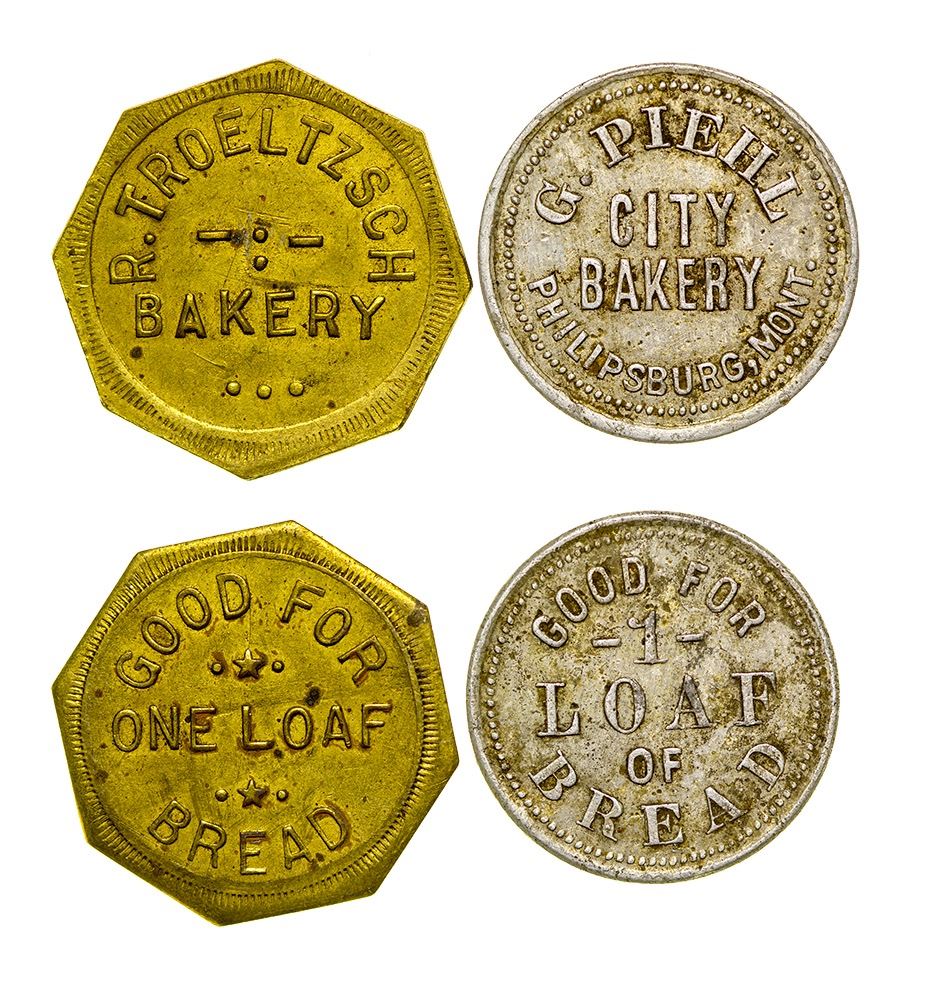 R. TROELTZSCH
BAKERY
G. PIEHL
CITY
BAKERY
PHILIPSBURG, MONT.
GOOD FOR
ONE LOAF
BREAD
GOOD FOR
-1-
LOAF
OF
BREAD